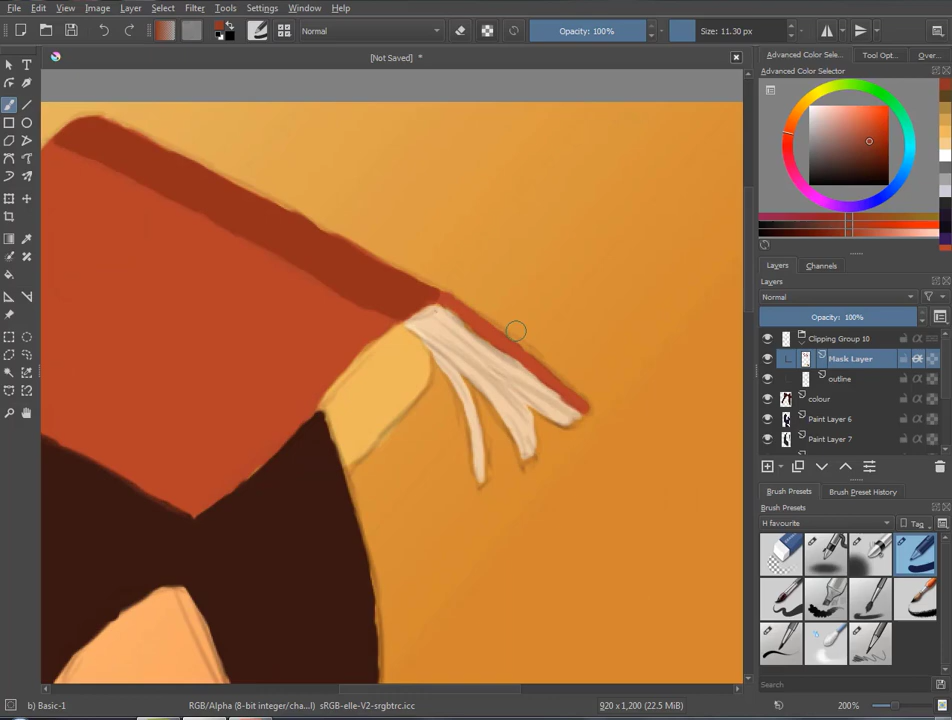 File Edit View Image Layer Select Filter Tools Settings Window Help
Normal Opacity: 100% Size: 11.30 px
[Not Saved] *
Advanced Color Sele... Tool Opt... Over...
Advanced Color Selector
Layers Channels
Layers
Normal
Opacity: 100%
Clipping Group 10
Mask Layer
outline
colour
Paint Layer 6
Paint Layer 7
Brush Presets Brush Preset History
Brush Presets
H favourite Tag
Search
b) Basic-1 RGB/Alpha (8-bit integer/cha...l) sRGB-elle-V2-srgbtrc.icc 920 x 1,200 (22.5 MiB) 200%